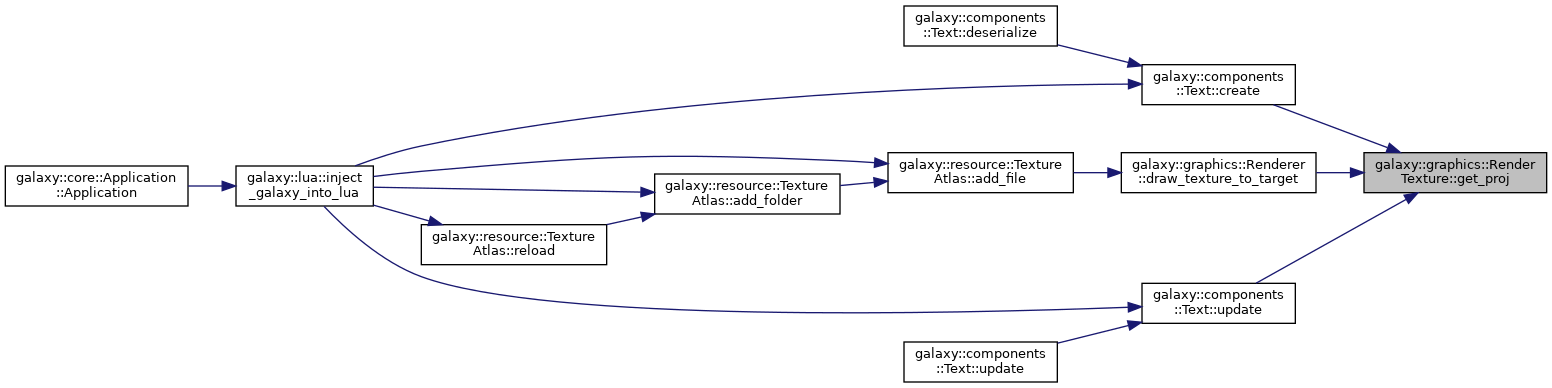 galaxy::components
::Text::deserialize
galaxy::components
::Text::create
galaxy::core::Application
::Application
galaxy::lua::inject
_galaxy_into_lua
galaxy::resource::Texture
Atlas::add_folder
galaxy::resource::Texture
Atlas::add_file
galaxy::graphics::Renderer
::draw_texture_to_target
galaxy::graphics::Render
Texture::get_proj
galaxy::resource::Texture
Atlas::reload
galaxy::components
::Text::update
galaxy::components
::Text::update